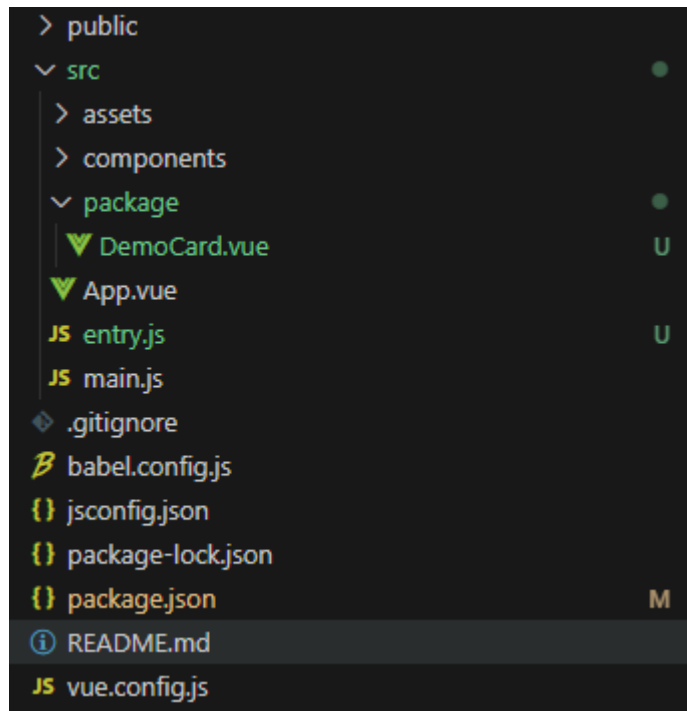 public
src
assets
components
package
DemoCard.vue U
App.vue
JS entry.js U
JS main.js
.gitignore
B babel.config.js
{} jsconfig.json
{} package-lock.json
{} package.json M
README.md
JS vue.config.js